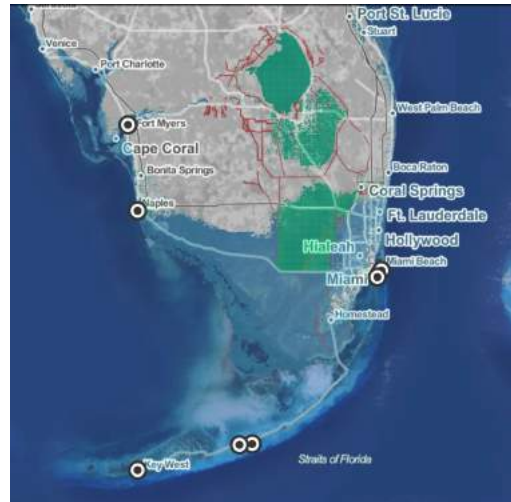 Port St. Lucie
Stuart
Venice
Port Charlotte
West Palm Beach
Fort Myers
Cape Coral
Bonita Springs
Boca Raton
Coral Springs
Naples
Ft. Lauderdale
Hollywood
Hialeah
Miami Beach
Miami
Homestead
Key West
Straits of Florida